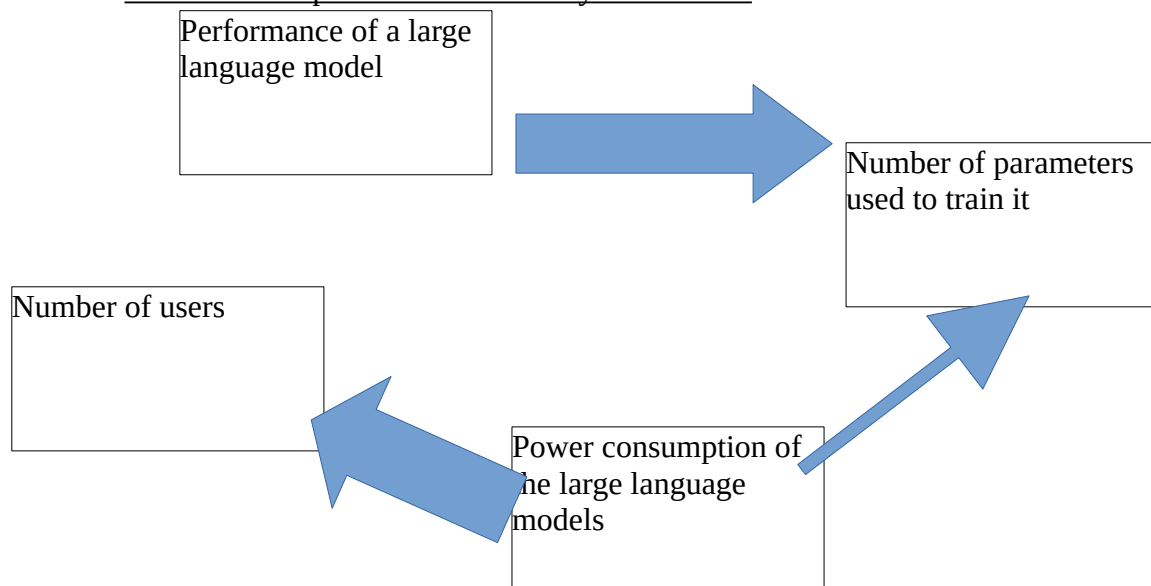 Performance of a large
language model
Number of parameters
used to train it
Number of users
Power consumption of
he large language
models